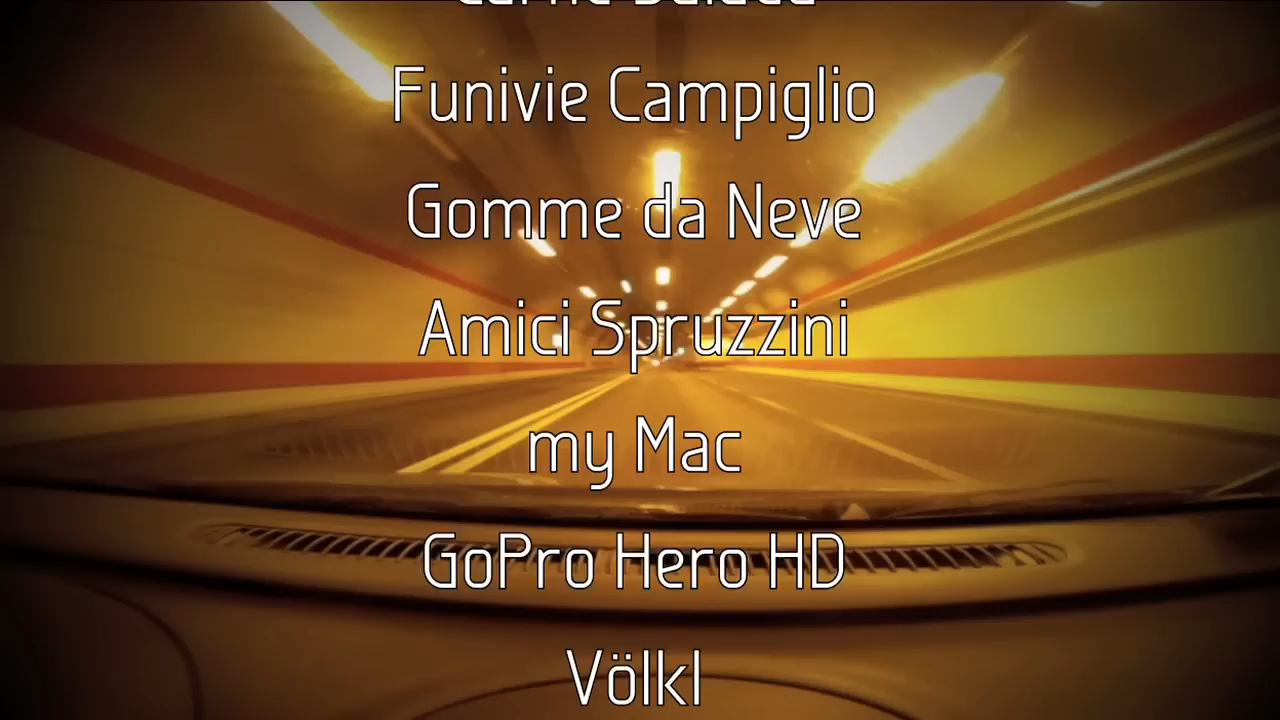 Funivie Campiglio
Gomme da Neve
Amici Spruzzini
my Mac
GoPro Hero HD
Völkl